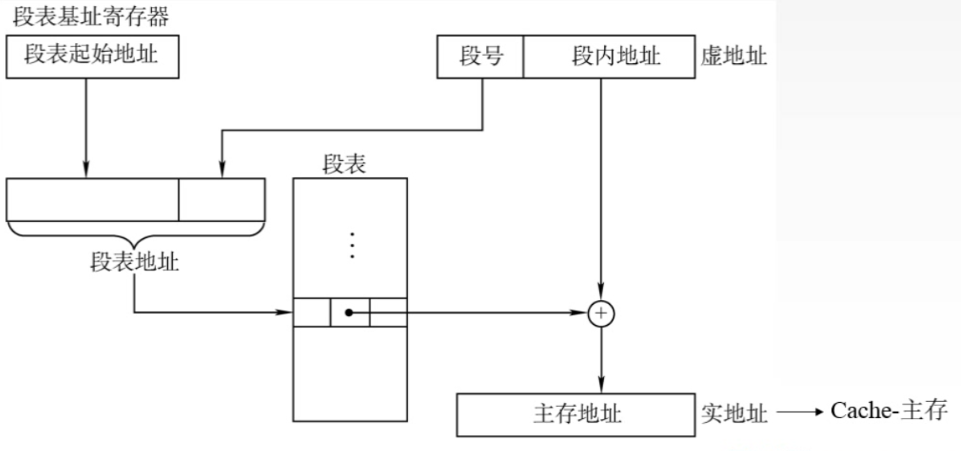 段表基址寄存器
段表起始地址
段号
段内地址
虚地址
段表
段表地址
主存地址
实地址
Cache-主存